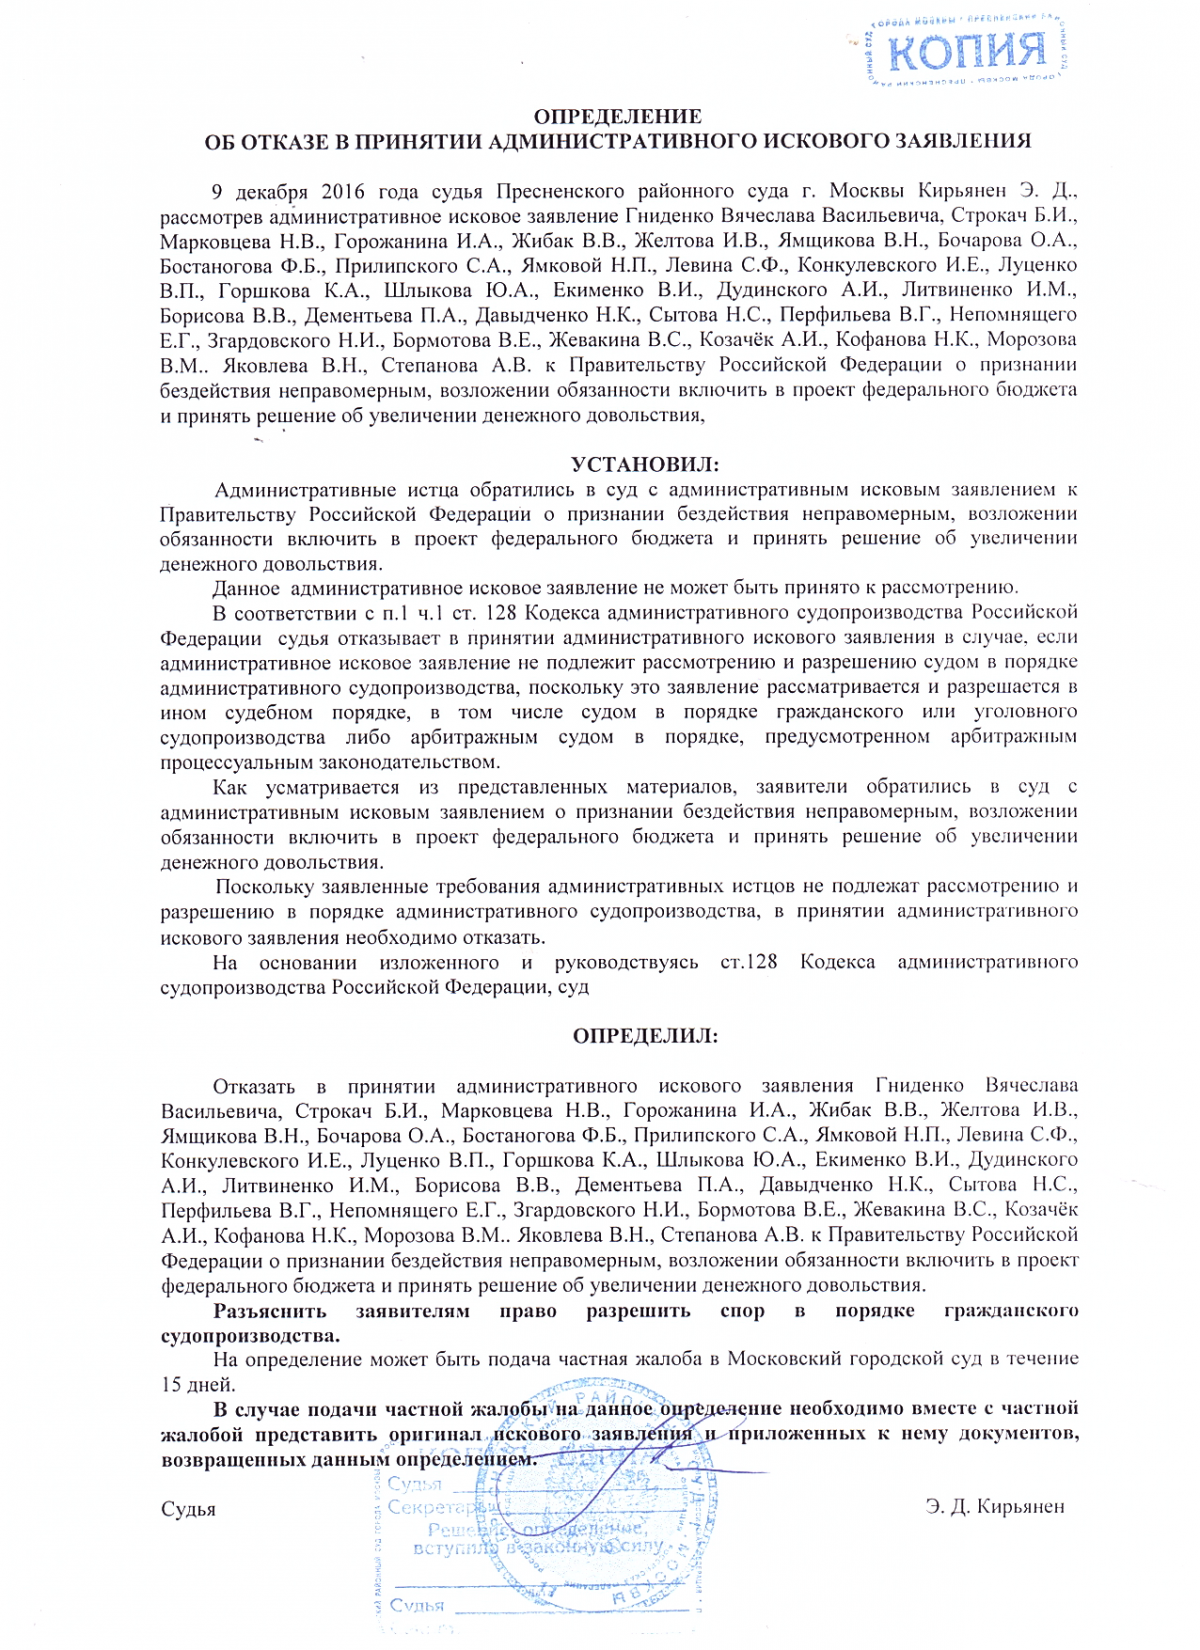 КОПИЯ
ОПРЕДЕЛЕНИЕ
ОБ ОТКАЗЕ В ПРИНЯТИИ АДМИНИСТРАТИВНОГО ИСКОВОГО ЗАЯВЛЕНИЯ
9 декабря 2016 года судья Пресненского районного суда г. Москвы Кирьянен Э. Д.,
рассмотрев административное исковое заявление Гниденко Вячеслава Васильевича, Строкач Б.И.,
Марковцева Н.В., Горожанина И.А., Жибак В.В., Желтова И.В., Ямщикова В.Н., Бочарова О.А.,
Бостаногова Ф.Б., Прилипского С.А., Ямковой Н.П., Левина С.Ф., Конкулевского И.Е., Луценко
В.П., Горшкова К.А., Шлыкова Ю.А., Екименко В.И., Дудинского А.И., Литвиненко И.М.,
Борисова В.В., Дементьева П.А., Давыдченко Н.К., Сытова Н.С., Перфильева В.Г., Непомнящего
Е.Г., Згардовского Н.И., Бормотова В.Е., Жевакина В.С., Козачёк А.И., Кофанова Н.К., Морозова
В.М.. Яковлева В.Н., Степанова А.В. к Правительству Российской Федерации о признании
бездействия неправомерным, возложении обязанности включить в проект федерального бюджета
и принять решение об увеличении денежного довольствия,
УСТАНОВИЛ:
Административные истца обратились в суд с административным исковым заявлением к
Правительству Российской Федерации о признании бездействия неправомерным, возложении
обязанности включить в проект федерального бюджета и принять решение об увеличении
денежного довольствия.
Данное административное исковое заявление не может быть принято к рассмотрению.
В соответствии с п.1 ч.1 ст. 128 Кодекса административного судопроизводства Российской
Федерации судья отказывает в принятии административного искового заявления в случае, если
административное исковое заявление не подлежит рассмотрению и разрешению судом в порядке
административного судопроизводства, поскольку это заявление рассматривается и разрешается в
ином судебном порядке, в том числе судом в порядке гражданского или уголовного
судопроизводства либо арбитражным судом в порядке, предусмотренном арбитражным
процессуальным законодательством.
Как усматривается из представленных материалов, заявители обратились в суд с
административным исковым заявлением о признании бездействия неправомерным, возложении
обязанности включить в проект федерального бюджета и принять решение об увеличении
денежного довольствия.
Поскольку заявленные требования административных истцов не подлежат рассмотрению и
разрешению в порядке административного судопроизводства, в принятии административного
искового заявления необходимо отказать.
На основании изложенного и руководствуясь ст.128 Кодекса административного
судопроизводства Российской Федерации, суд
ОПРЕДЕЛИЛ:
Отказать в принятии административного искового заявления Гниденко Вячеслава
Васильевича, Строкач Б.И., Марковцева Н.В., Горожанина И.А., Жибак В.В., Желтова И.В.,
Ямщикова В.Н., Бочарова О.А., Бостаногова Ф.Б., Прилипского С.А., Ямковой Н.П., Левина С.Ф.,
Конкулевского И.Е., Луценко В.П., Горшкова К.А., Шлыкова Ю.А., Екименко В.И., Дудинского
А.И., Литвиненко И.М., Борисова В.В., Дементьева П.А., Давыдченко Н.К., Сытова Н.С.,
Перфильева В.Г., Непомнящего Е.Г., Згардовского Н.И., Бормотова В.Е., Жевакина В.С., Козачёк
А.И., Кофанова Н.К., Морозова В.М.. Яковлева В.Н., Степанова А.В. к Правительству Российской
Федерации о признании бездействия неправомерным, возложении обязанности включить в проект
федерального бюджета и принять решение об увеличении денежного довольствия.
Разъяснить заявителям право разрешить спор в порядке гражданского
судопроизводства.
На определение может быть подача частная жалоба в Московский городской суд в течение
15 дней.
В случае подачи частной жалобы на данное определение необходимо вместе с частной
жалобой представить оригинал искового заявления и приложенных к нему документов,
возвращенных данным определением.
Судья
Секретарь
Судья Э. Д. Кирьянен
Решение, определение,
вступило в законную силу
Судья